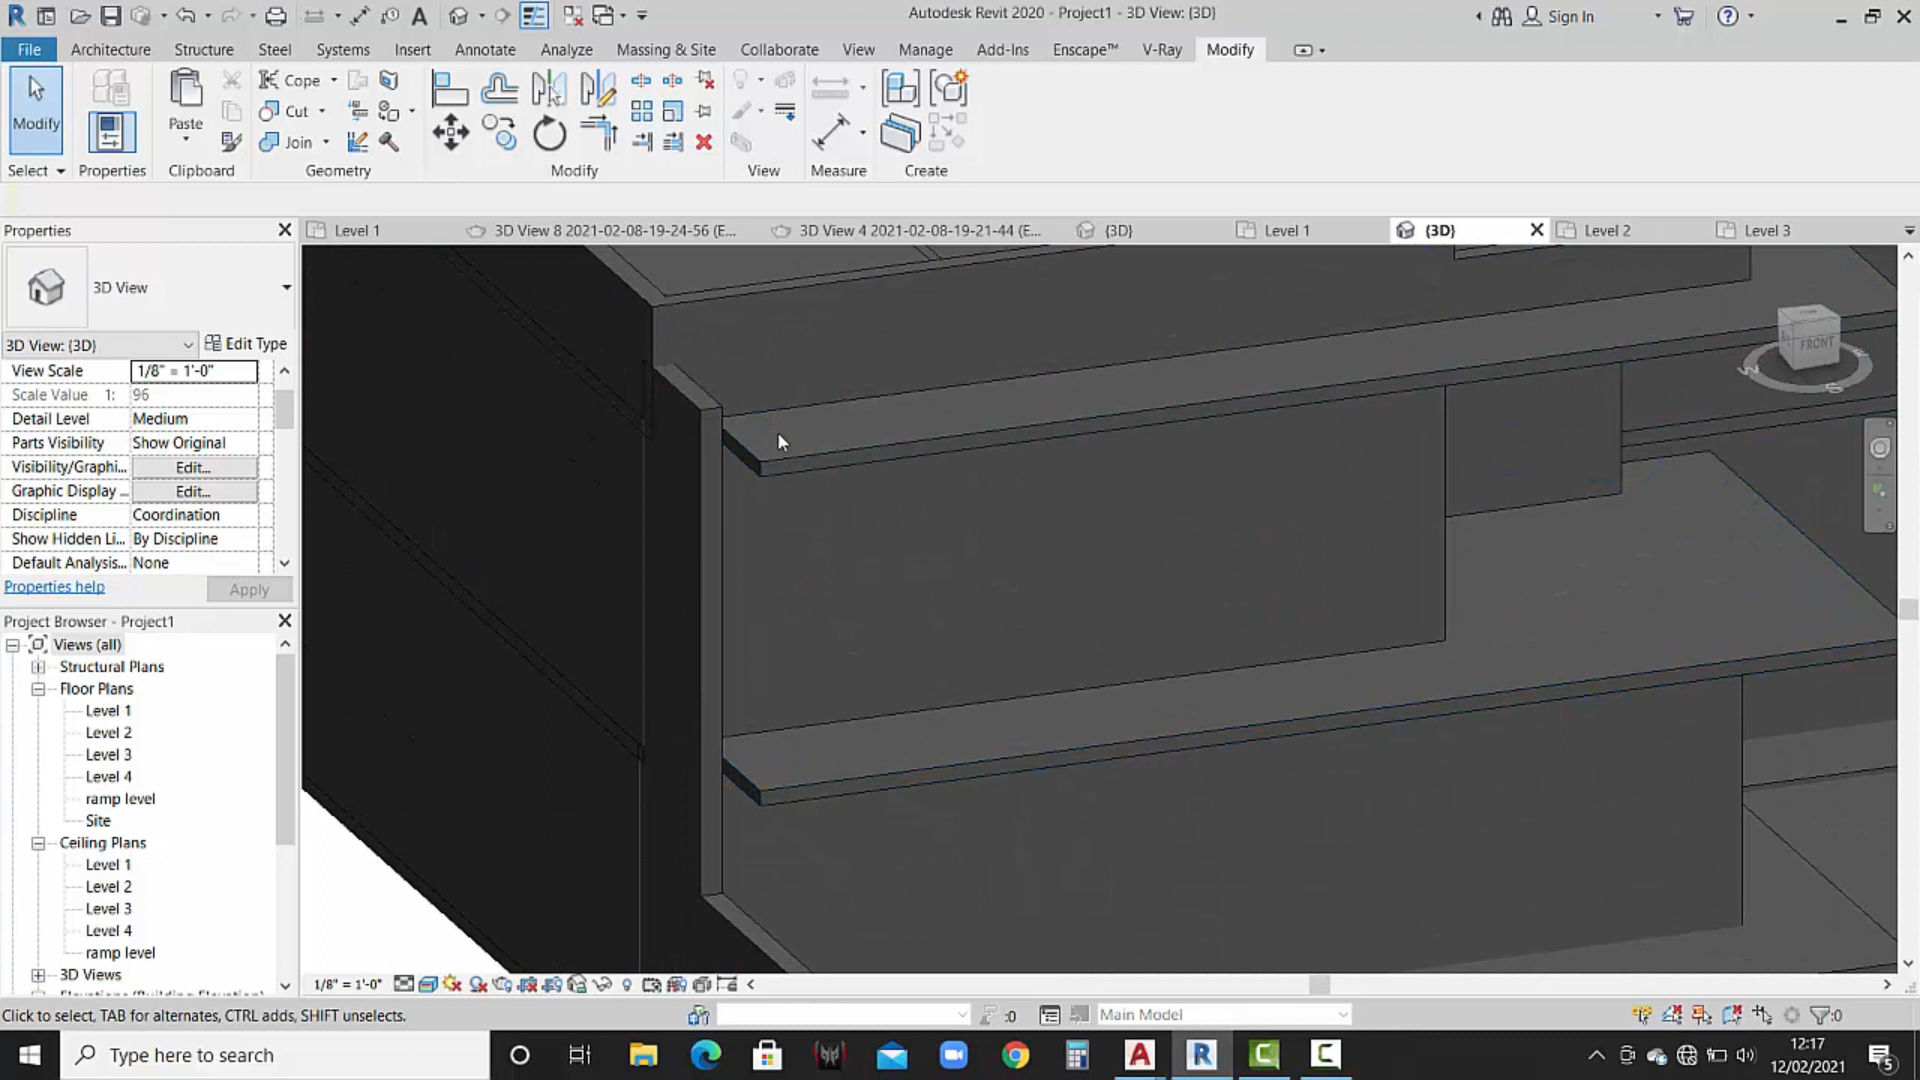 Autodesk Revit 2020 - Project1 - 3D View: {3D}
Sign In
File Architecture Structure Steel Systems Insert Annotate Analyze Massing & Site Collaborate View Manage Add-Ins Enscape™ V-Ray Modify
Modify
Paste
Cope
Cut
Join
Select Properties Clipboard Geometry Modify View Measure Create
Properties
Level 1
3D View 8 2021-02-08-19-24-56 (E...
3D View 4 2021-02-08-19-21-44 (E...
{3D}
Level 1
{3D}
Level 2
Level 3
3D View
3D View: {3D}
Edit Type
View Scale 1/8" = 1'-0"
Scale Value 1: 96
Detail Level Medium
Parts Visibility Show Original
Visibility/Graphi... Edit...
Graphic Display ... Edit...
Discipline Coordination
Show Hidden Li... By Discipline
Default Analysis... None
Properties help
Apply
FRONT
W
S
Project Browser - Project1
Views (all)
Structural Plans
Floor Plans
Level 1
Level 2
Level 3
Level 4
ramp level
Site
Ceiling Plans
Level 1
Level 2
Level 3
Level 4
ramp level
3D Views
Elevations (Building Elevation)
1/8" = 1'-0"
Click to select, TAB for alternates, CTRL adds, SHIFT unselects.
:0
Main Model
:0
Type here to search
12:17
12/02/2021
5